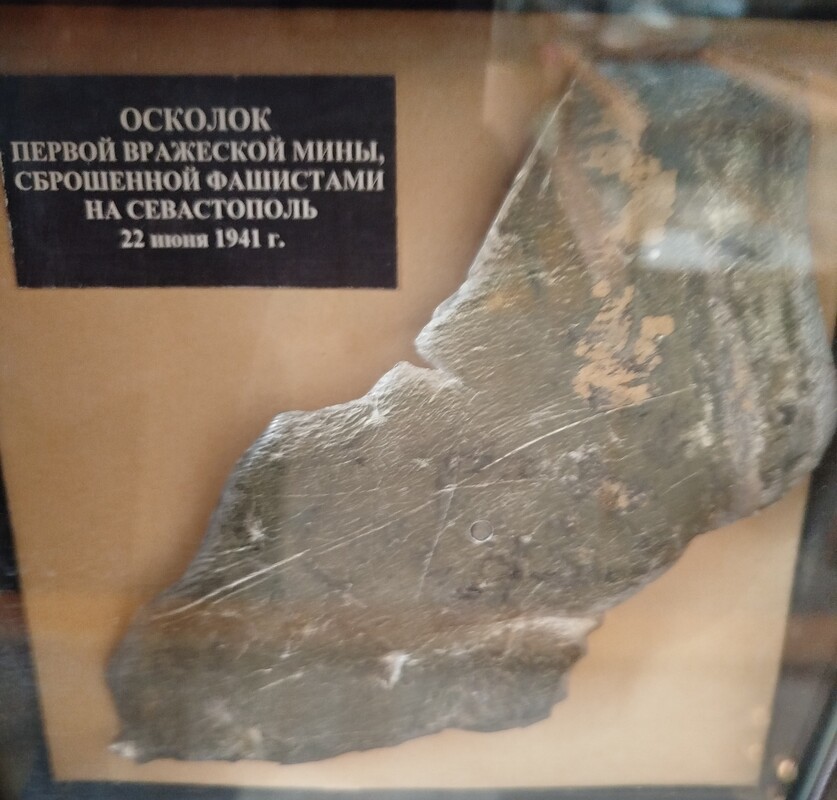 ОСКОЛОК
ПЕРВОЙ ВРАЖЕСКОЙ МИНЫ,
СБРОШЕННОЙ ФАШИСТАМИ
НА СЕВАСТОПОЛЬ
22 июня 1941 г.